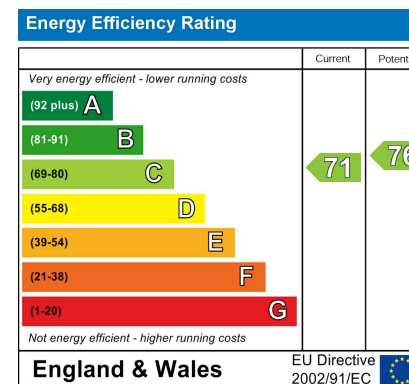 Energy Efficiency Rating
Current
Very energy efficient - lower running costs
(92 plus) A
(81-91) B
(69-80) C
71
76
(55-68) D
(39-54) E
(21-38) F
(1-20) G
Not energy efficient - higher running costs
England & Wales
EU Directive
2002/91/EC